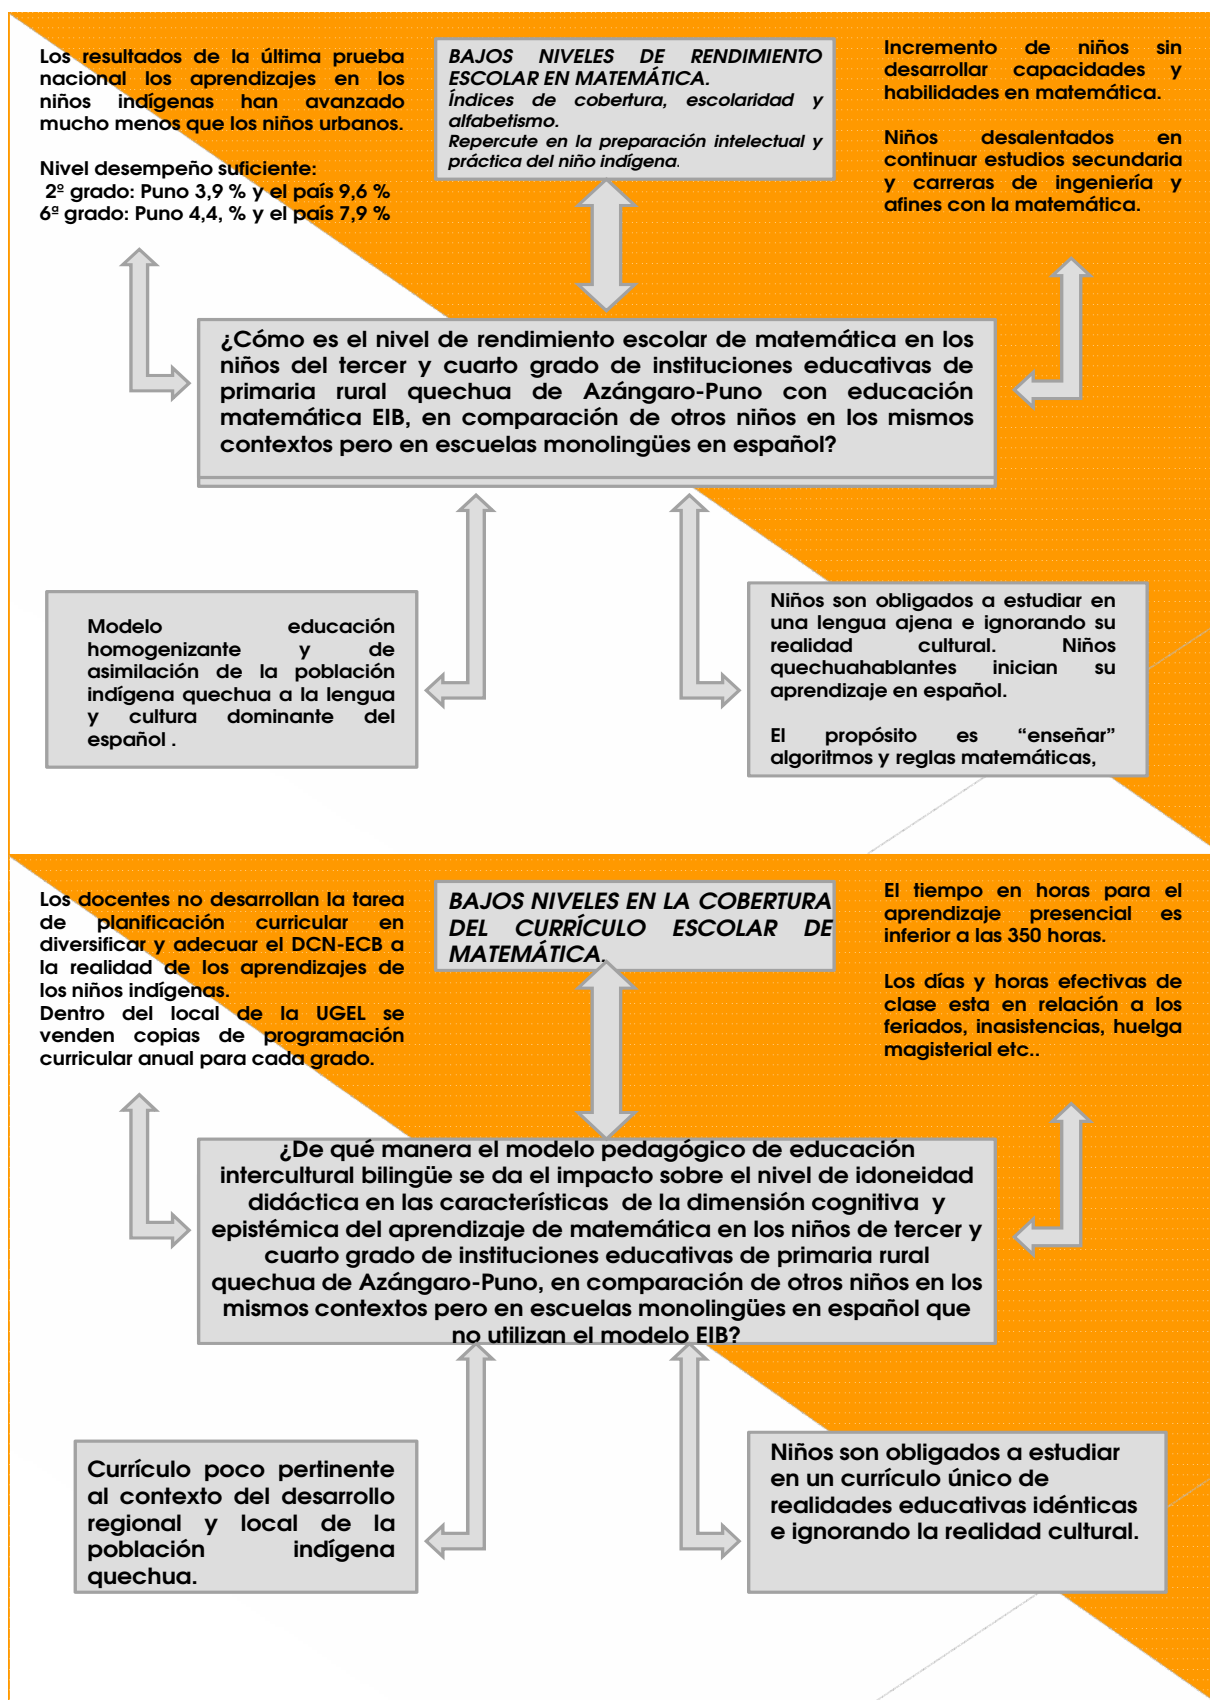 Los resultados de la última prueba
nacional los aprendizajes en los
niños indígenas han avanzado
mucho menos que los niños urbanos.
Nivel desempeño suficiente:
2º grado: Puno 3,9 % y el país 9,6 %
6ª grado: Puno 4,4, % y el país 7,9 %
BAJOS NIVELES DE RENDIMIENTO
ESCOLAR EN MATEMÁTICA.
Índices de cobertura, escolaridad y
alfabetismo.
Repercute en la preparación intelectual y
práctica del niño indígena.
Incremento de niños sin
desarrollar capacidades y
habilidades en matemática.
Niños desalentados en
continuar estudios secundaria
y carreras de ingeniería y
afines con la matemática.
¿Cómo es el nivel de rendimiento escolar de matemática en los
niños del tercer y cuarto grado de instituciones educativas de
primaria rural quechua de Azángaro-Puno con educación
matemática EIB, en comparación de otros niños en los mismos
contextos pero en escuelas monolingües en español?
Modelo educación
homogenizante y de
asimilación de la población
indígena quechua a la lengua
y cultura dominante del
español .
Niños son obligados a estudiar en
una lengua ajena e ignorando su
realidad cultural. Niños
quechuahablantes inician su
aprendizaje en español.
El propósito es “enseñar”
algoritmos y reglas matemáticas,
Los docentes no desarrollan la tarea
de planificación curricular en
diversificar y adecuar el DCN-ECB a
la realidad de los aprendizajes de
los niños indígenas.
Dentro del local de la UGEL se
venden copias de programación
curricular anual para cada grado.
BAJOS NIVELES EN LA COBERTURA
DEL CURRÍCULO ESCOLAR DE
MATEMÁTICA.
El tiempo en horas para el
aprendizaje presencial es
inferior a las 350 horas.
Los días y horas efectivas de
clase esta en relación a los
feriados, inasistencias, huelga
magisterial etc..
¿De qué manera el modelo pedagógico de educación
intercultural bilingüe se da el impacto sobre el nivel de idoneidad
didáctica en las características de la dimensión cognitiva y
epistémica del aprendizaje de matemática en los niños de tercer y
cuarto grado de instituciones educativas de primaria rural
quechua de Azángaro-Puno, en comparación de otros niños en los
mismos contextos pero en escuelas monolingües en español que
no utilizan el modelo EIB?
Currículo poco pertinente
al contexto del desarrollo
regional y local de la
población indígena
quechua.
Niños son obligados a estudiar
en un currículo único de
realidades educativas idénticas
e ignorando la realidad cultural.